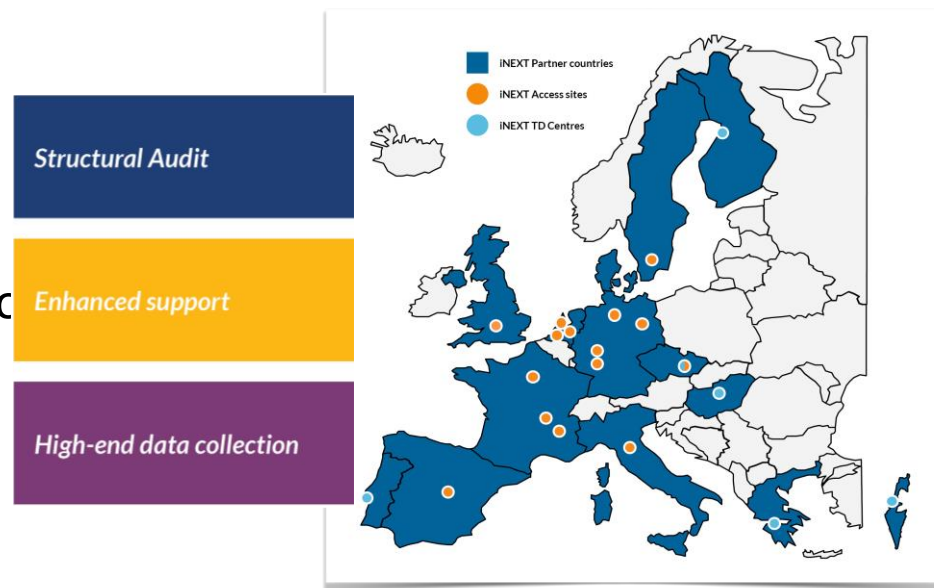 Structural Audit
Enhanced support
High-end data collection
iNEXT Partner countries
iNEXT Access sites
iNEXT TD Centres